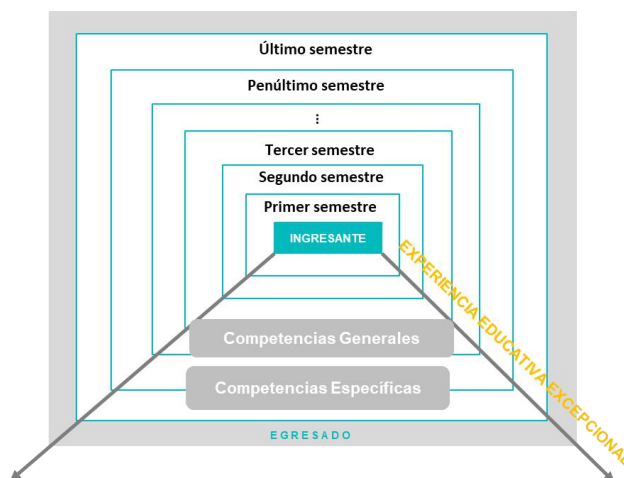 Último semestre
Penúltimo semestre
⋮
Tercer semestre
Segundo semestre
Primer semestre
INGRESANTE
EXPERIENCIA EDUCATIVA EXCEPCIONAL
Competencias Generales
Competencias Específicas
EGRESADO